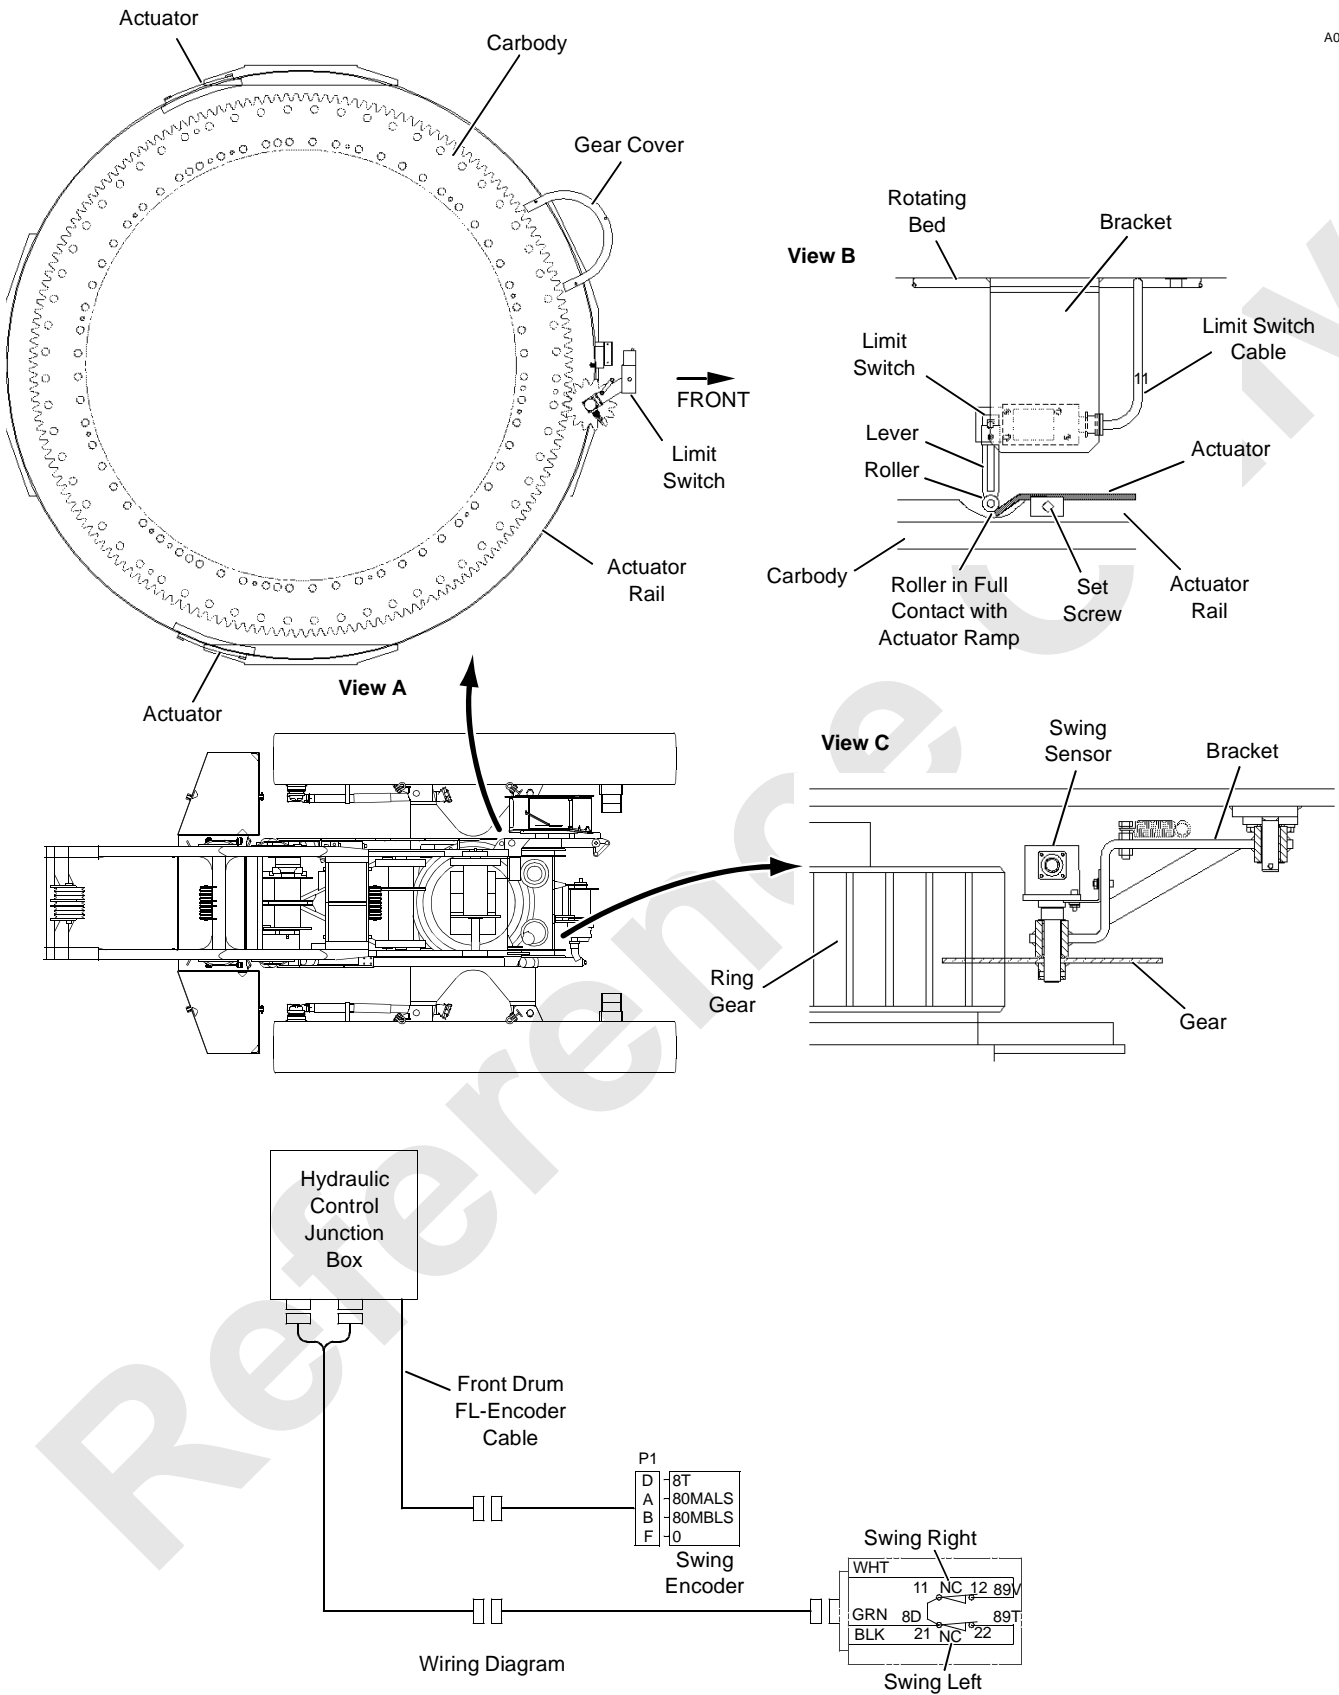 Actuator
Carbody
A0
Gear Cover
FRONT
Limit
Switch
Actuator
Rail
Actuator
View A
View B
Rotating
Bed
Bracket
Limit Switch
Cable
11
Limit
Switch
Lever
Roller
Actuator
Carbody
Roller in Full
Contact with
Actuator Ramp
Set
Screw
Actuator
Rail
View C
Swing
Sensor
Bracket
Ring
Gear
Gear
Hydraulic
Control
Junction
Box
Front Drum
FL-Encoder
Cable
P1
D 8T
A 80MALS
B 80MBLS
F 0
Swing
Encoder
Swing Right
WHT
11 NC 12 89V
GRN 8D 89T
BLK 21 NC 22
Swing Left
Wiring Diagram
Reference Only